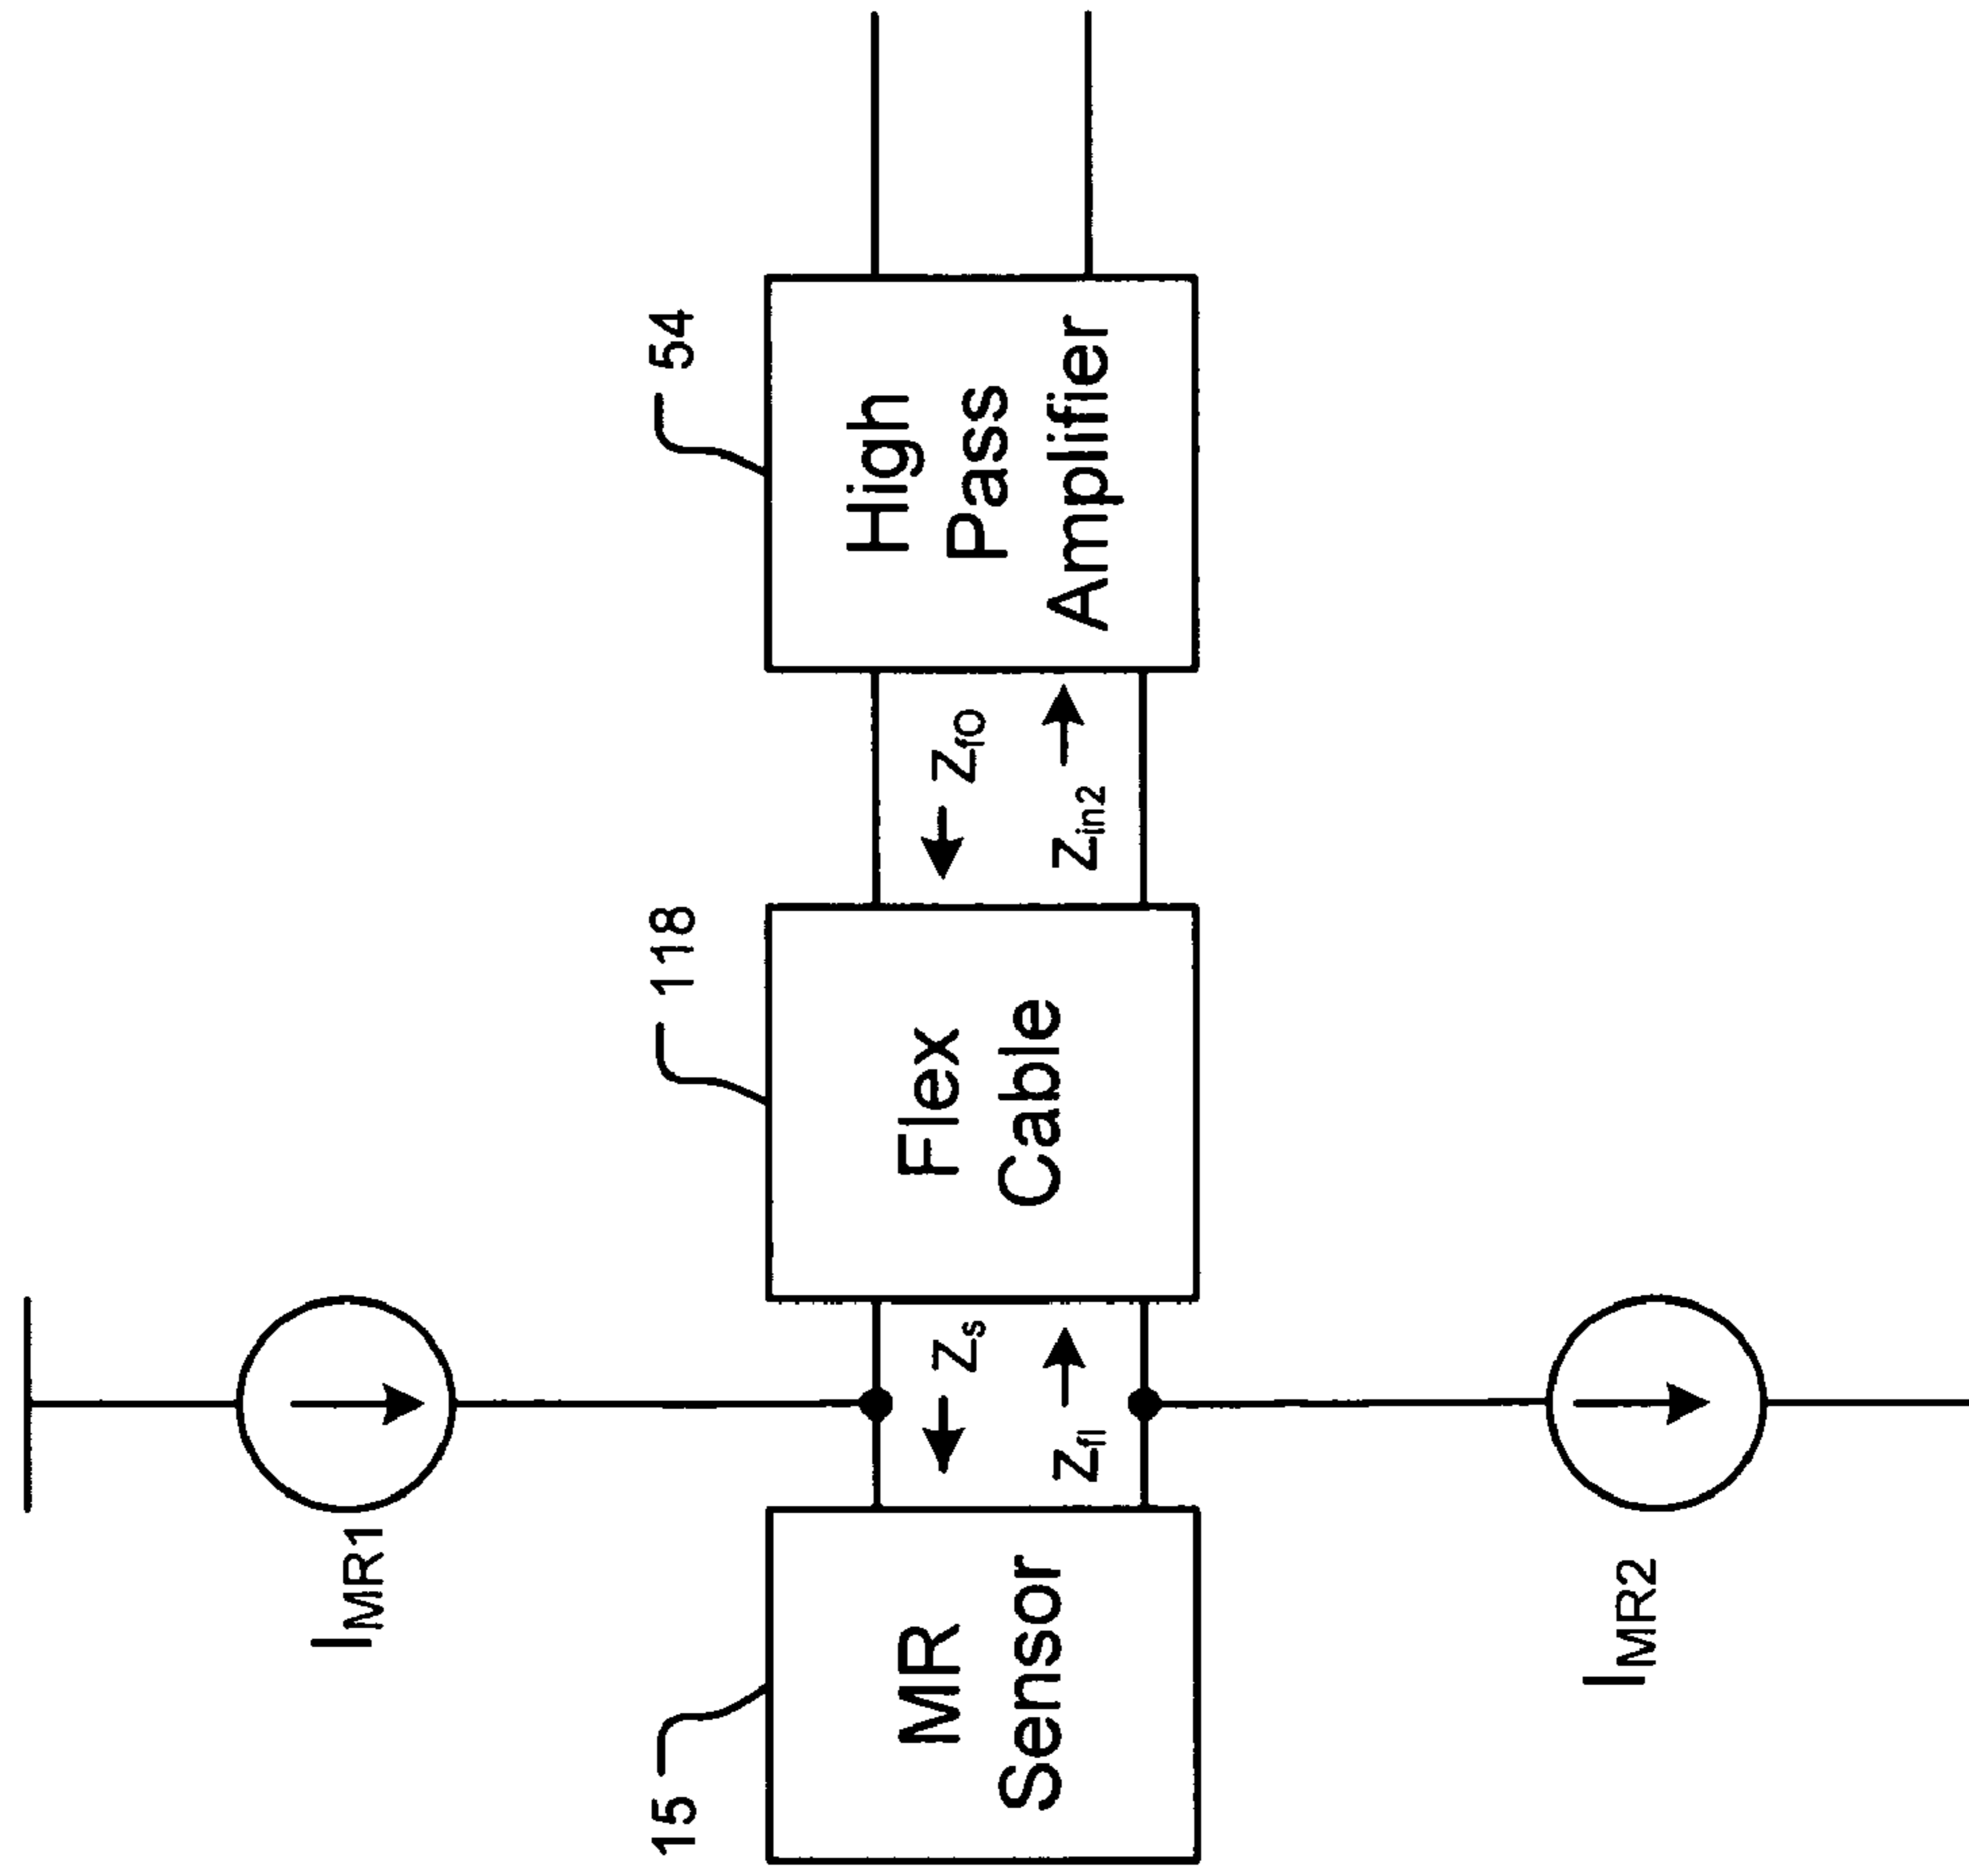 I_MR1
15
118
54
MR
Sensor
Z_s
Z_fI
Flex
Cable
Z_fO
Z_in2
High
Pass
Amplifier
I_MR2